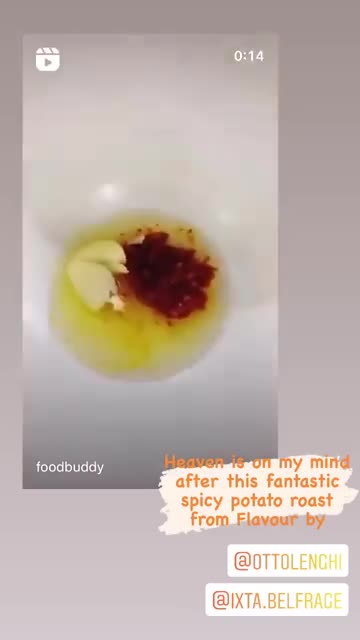 0:14
foodbuddy
Heaven is on my mind
after this fantastic
spicy potato roast
from Flavour by
@OTTOLENGHI
@IXTA.BELFRAGE